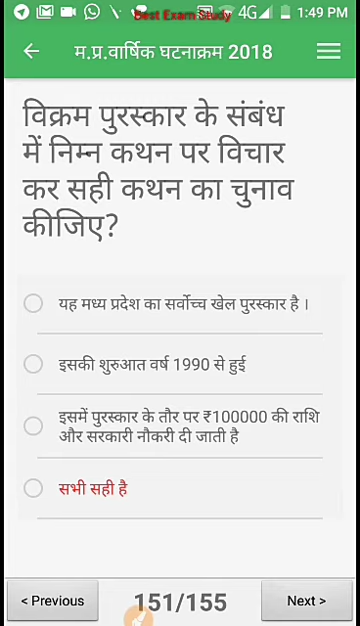 Best Exam Study
4G 1:49 PM
म.प्र.वार्षिक घटनाक्रम 2018
विक्रम पुरस्कार के संबंध
में निम्न कथन पर विचार
कर सही कथन का चुनाव
कीजिए?
यह मध्य प्रदेश का सर्वोच्च खेल पुरस्कार है ।
इसकी शुरुआत वर्ष 1990 से हुई
इसमें पुरस्कार के तौर पर ₹100000 की राशि
और सरकारी नौकरी दी जाती है
सभी सही है
< Previous 151/155 Next >